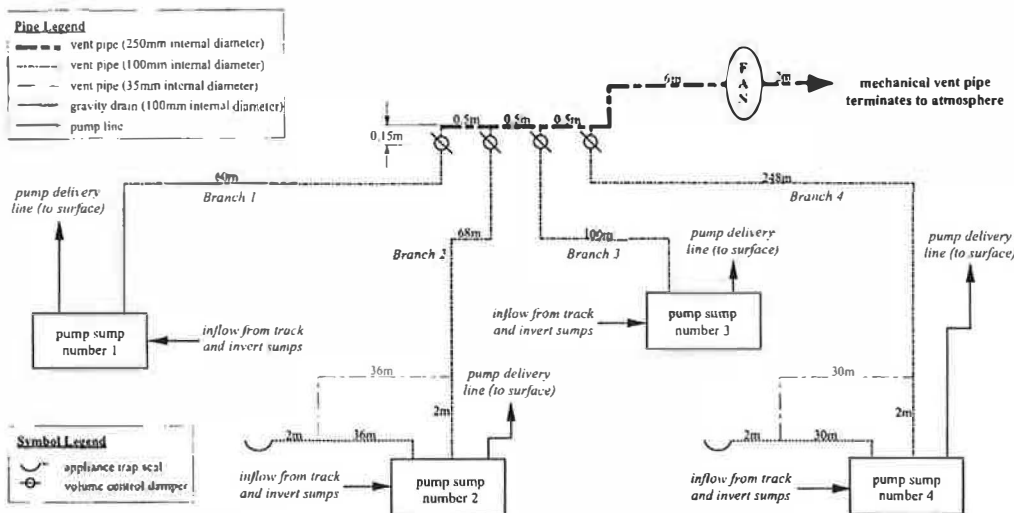 Pipe Legend
vent pipe (250mm internal diameter)
vent pipe (100mm internal diameter)
vent pipe (35mm internal diameter)
gravity drain (100mm internal diameter)
pump line
FAN
6m
2m
mechanical vent pipe
terminates to atmosphere
0.5m
0.5m
0.5m
0.15m
60m
Branch 1
248m
Branch 4
pump delivery
line (to surface)
68m
Branch 2
100m
Branch 3
pump delivery
line (to surface)
pump delivery
line (to surface)
pump sump
number 1
inflow from track
and invert sumps
inflow from track
and invert sumps
pump sump
number 3
36m
pump delivery
line (to surface)
30m
2m
2m
Symbol Legend
appliance trap seal
volume control damper
2m
36m
2m
30m
inflow from track
and invert sumps
pump sump
number 2
inflow from track
and invert sumps
pump sump
number 4